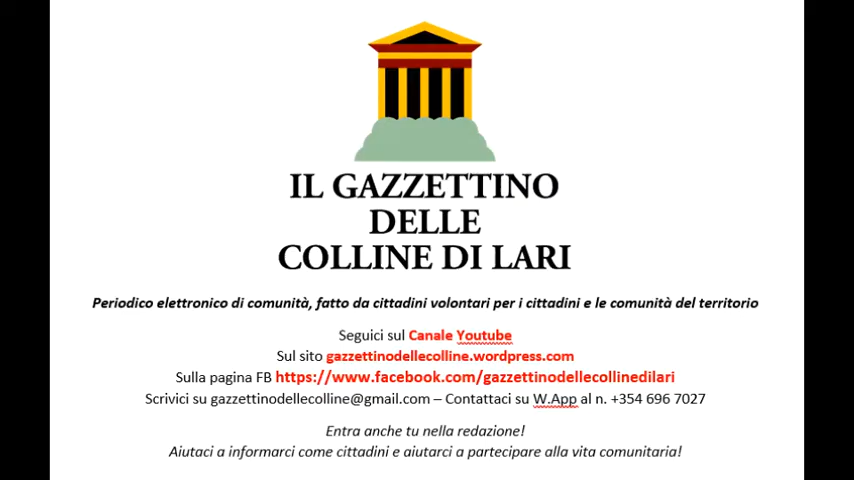 IL GAZZETTINO
DELLE
COLLINE DI LARI
Periodico elettronico di comunità, fatto da cittadini volontari per i cittadini e le comunità del territorio
Seguici sul Canale Youtube
Sul sito gazzettinodellecolline.wordpress.com
Sulla pagina FB https://www.facebook.com/gazzettinodellecollinedilari
Scrivici su gazzettinodellecolline@gmail.com – Contattaci su W.App al n. +354 696 7027
Entra anche tu nella redazione!
Aiutaci a informarci come cittadini e aiutarci a partecipare alla vita comunitaria!